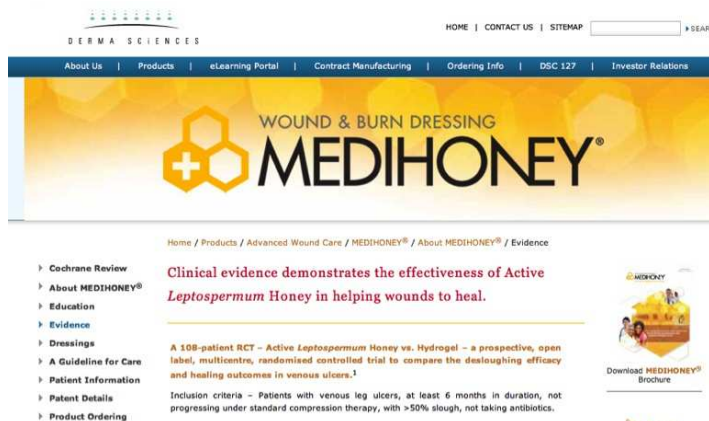 DERMA SCIENCES
HOME | CONTACT US | SITEMAP
About Us | Products | eLearning Portal | Contract Manufacturing | Ordering Info | DSC 127 | Investor Relations
WOUND & BURN DRESSING
MEDIHONEY®
Home / Products / Advanced Wound Care / MEDIHONEY® / About MEDIHONEY® / Evidence
Cochrane Review
About MEDIHONEY®
Education
Evidence
Dressings
A Guideline for Care
Patient Information
Patent Details
Product Ordering
Clinical evidence demonstrates the effectiveness of Active
Leptospermum Honey in helping wounds to heal.
A 108-patient RCT – Active Leptospermum Honey vs. Hydrogel – a prospective, open
label, multicentre, randomised controlled trial to compare the desloughing efficacy
and healing outcomes in venous ulcers.1
Inclusion criteria – Patients with venous leg ulcers, at least 6 months in duration, not
progressing under standard compression therapy, with >50% slough, not taking antibiotics.
MEDIHONEY
Download MEDIHONEY®
Brochure